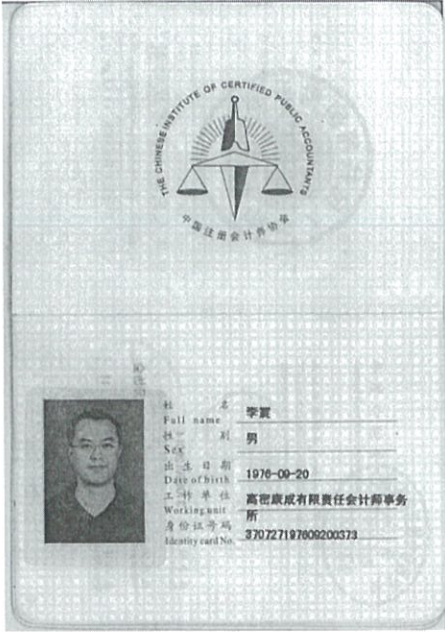 THE CHINESE INSTITUTE OF CERTIFIED PUBLIC ACCOUNTANTS
中国注册会计师协会
姓 名 李震
Full name
性 别 男
Sex
出生日期 1976-09-20
Date of birth
工作单位 高密康成有限责任会计师事务
Working unit 所
身份证号码 370727197609200373
Identity card No.